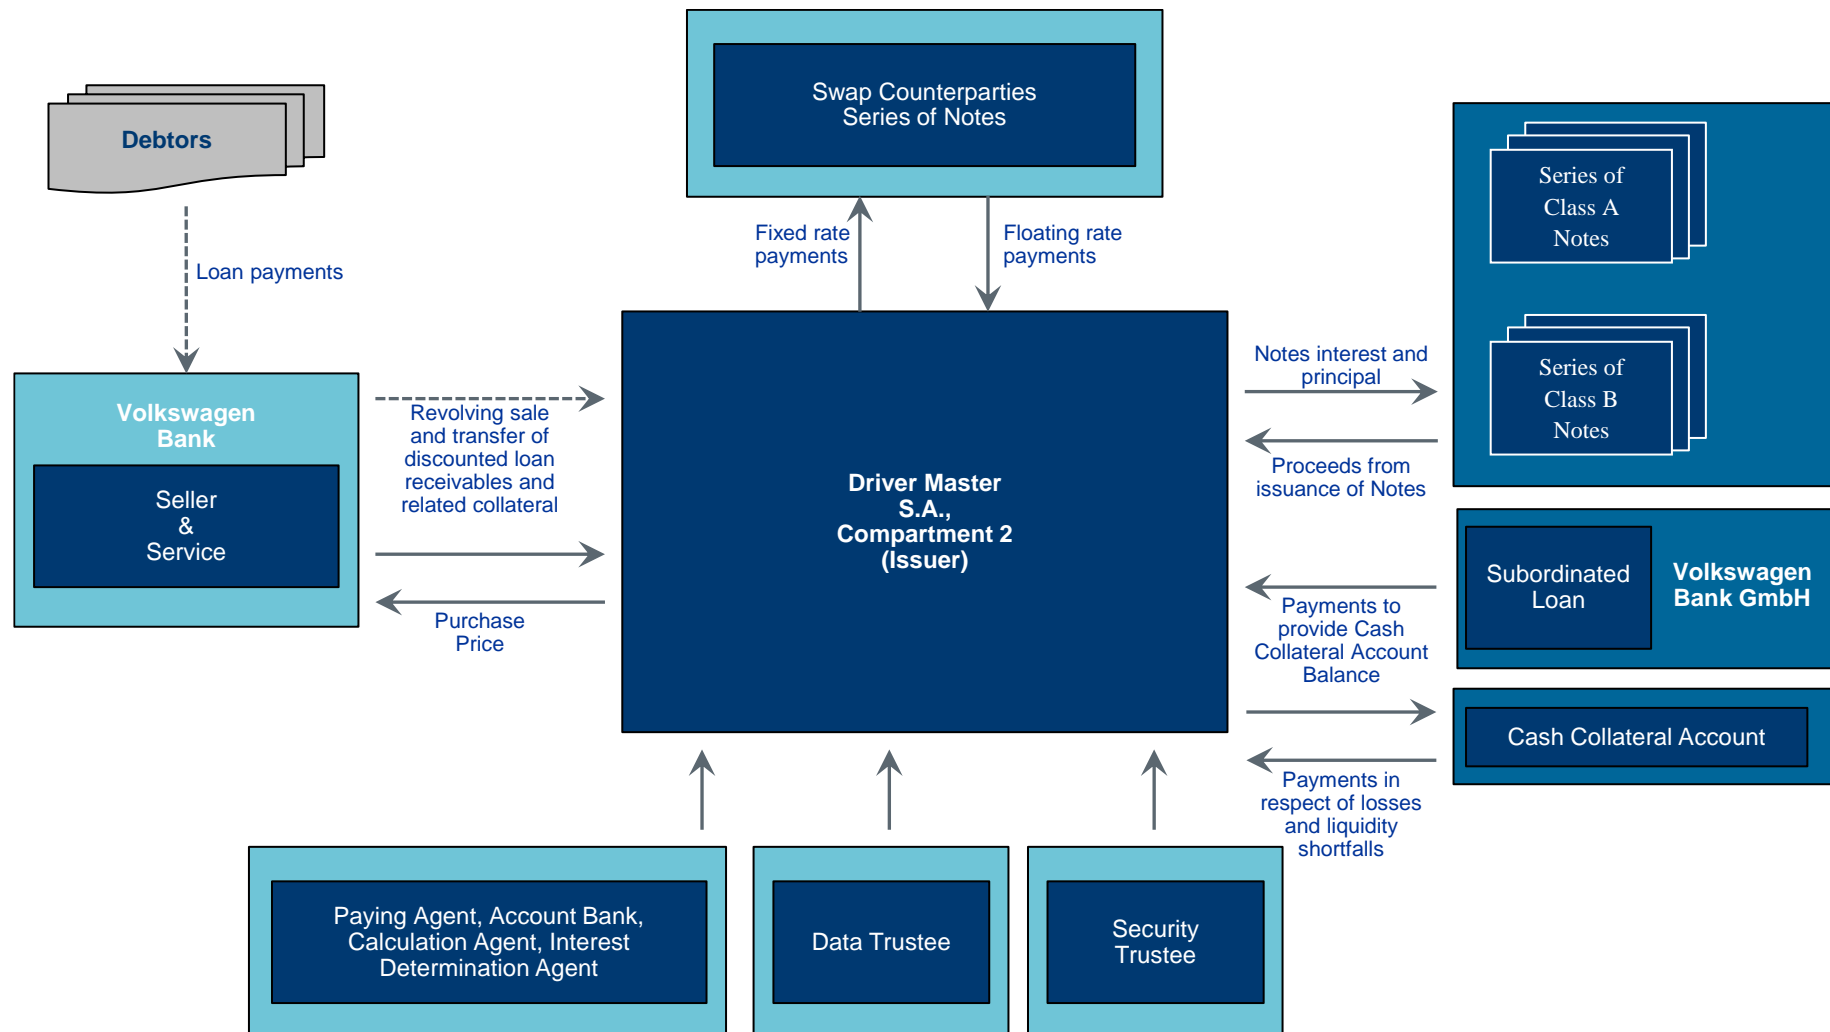 Swap Counterparties
Series of Notes
Debtors
Series of
Class A
Notes
Fixed rate
payments
Floating rate
payments
Loan payments
Notes interest and
principal
Series of
Class B
Notes
Volkswagen
Bank
Revolving sale
and transfer of
discounted loan
receivables and
related collateral
Proceeds from
issuance of Notes
Driver Master
S.A.,
Compartment 2
(Issuer)
Seller
&
Service
Subordinated
Loan
Volkswagen
Bank GmbH
Purchase
Price
Payments to
provide Cash
Collateral Account
Balance
Cash Collateral Account
Payments in
respect of losses
and liquidity
shortfalls
Paying Agent, Account Bank,
Calculation Agent, Interest
Determination Agent
Data Trustee
Security
Trustee